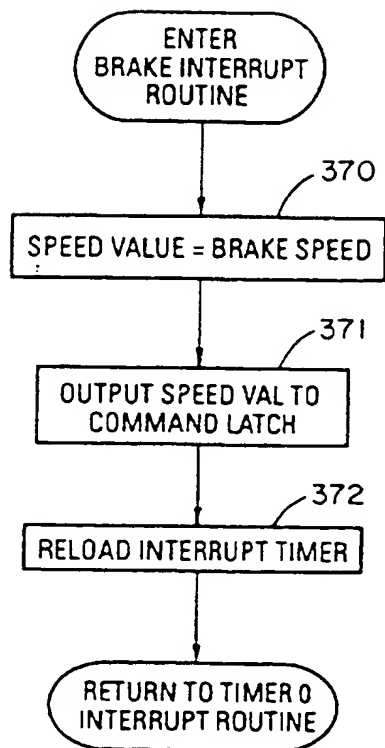 ENTER
BRAKE INTERRUPT
ROUTINE
370
SPEED VALUE = BRAKE SPEED
371
OUTPUT SPEED VAL TO
COMMAND LATCH
372
RELOAD INTERRUPT TIMER
RETURN TO TIMER 0
INTERRUPT ROUTINE